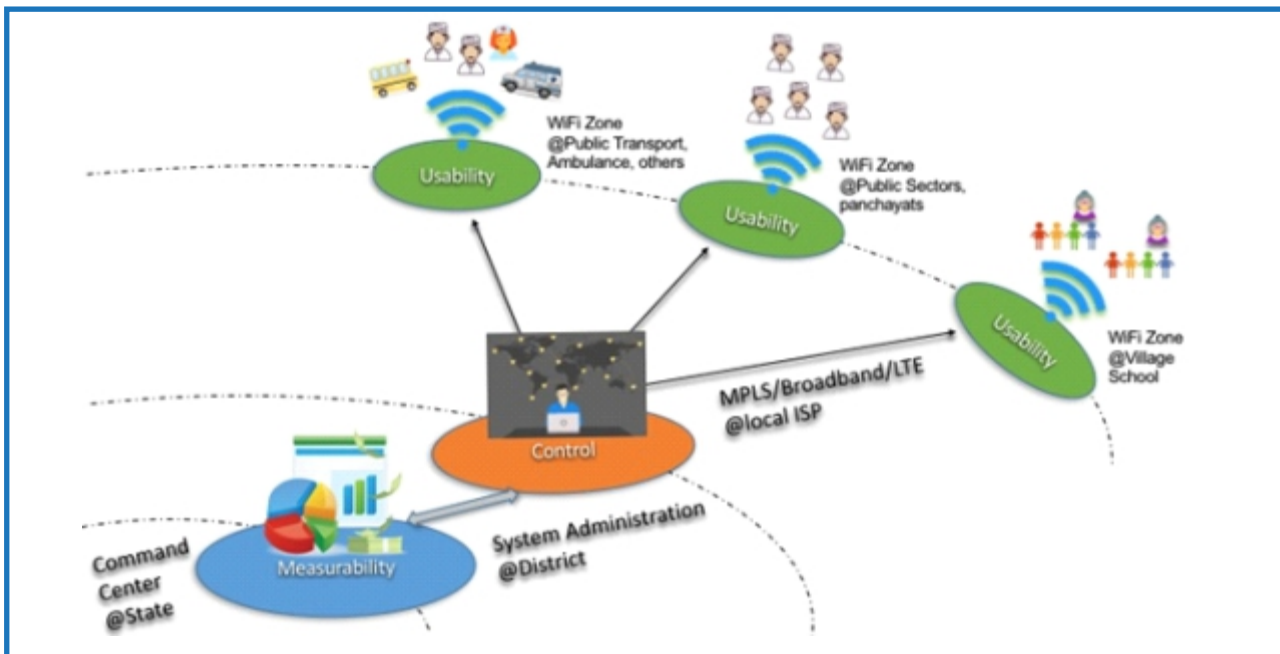 WiFi Zone
@Public Transport,
Ambulance, others
Usability
WiFi Zone
@Public Sectors,
panchayats
Usability
WiFi Zone
@Village
School
Usability
MPLS/Broadband/LTE
@local ISP
Control
System Administration
@District
Measurability
Command
Center
@State